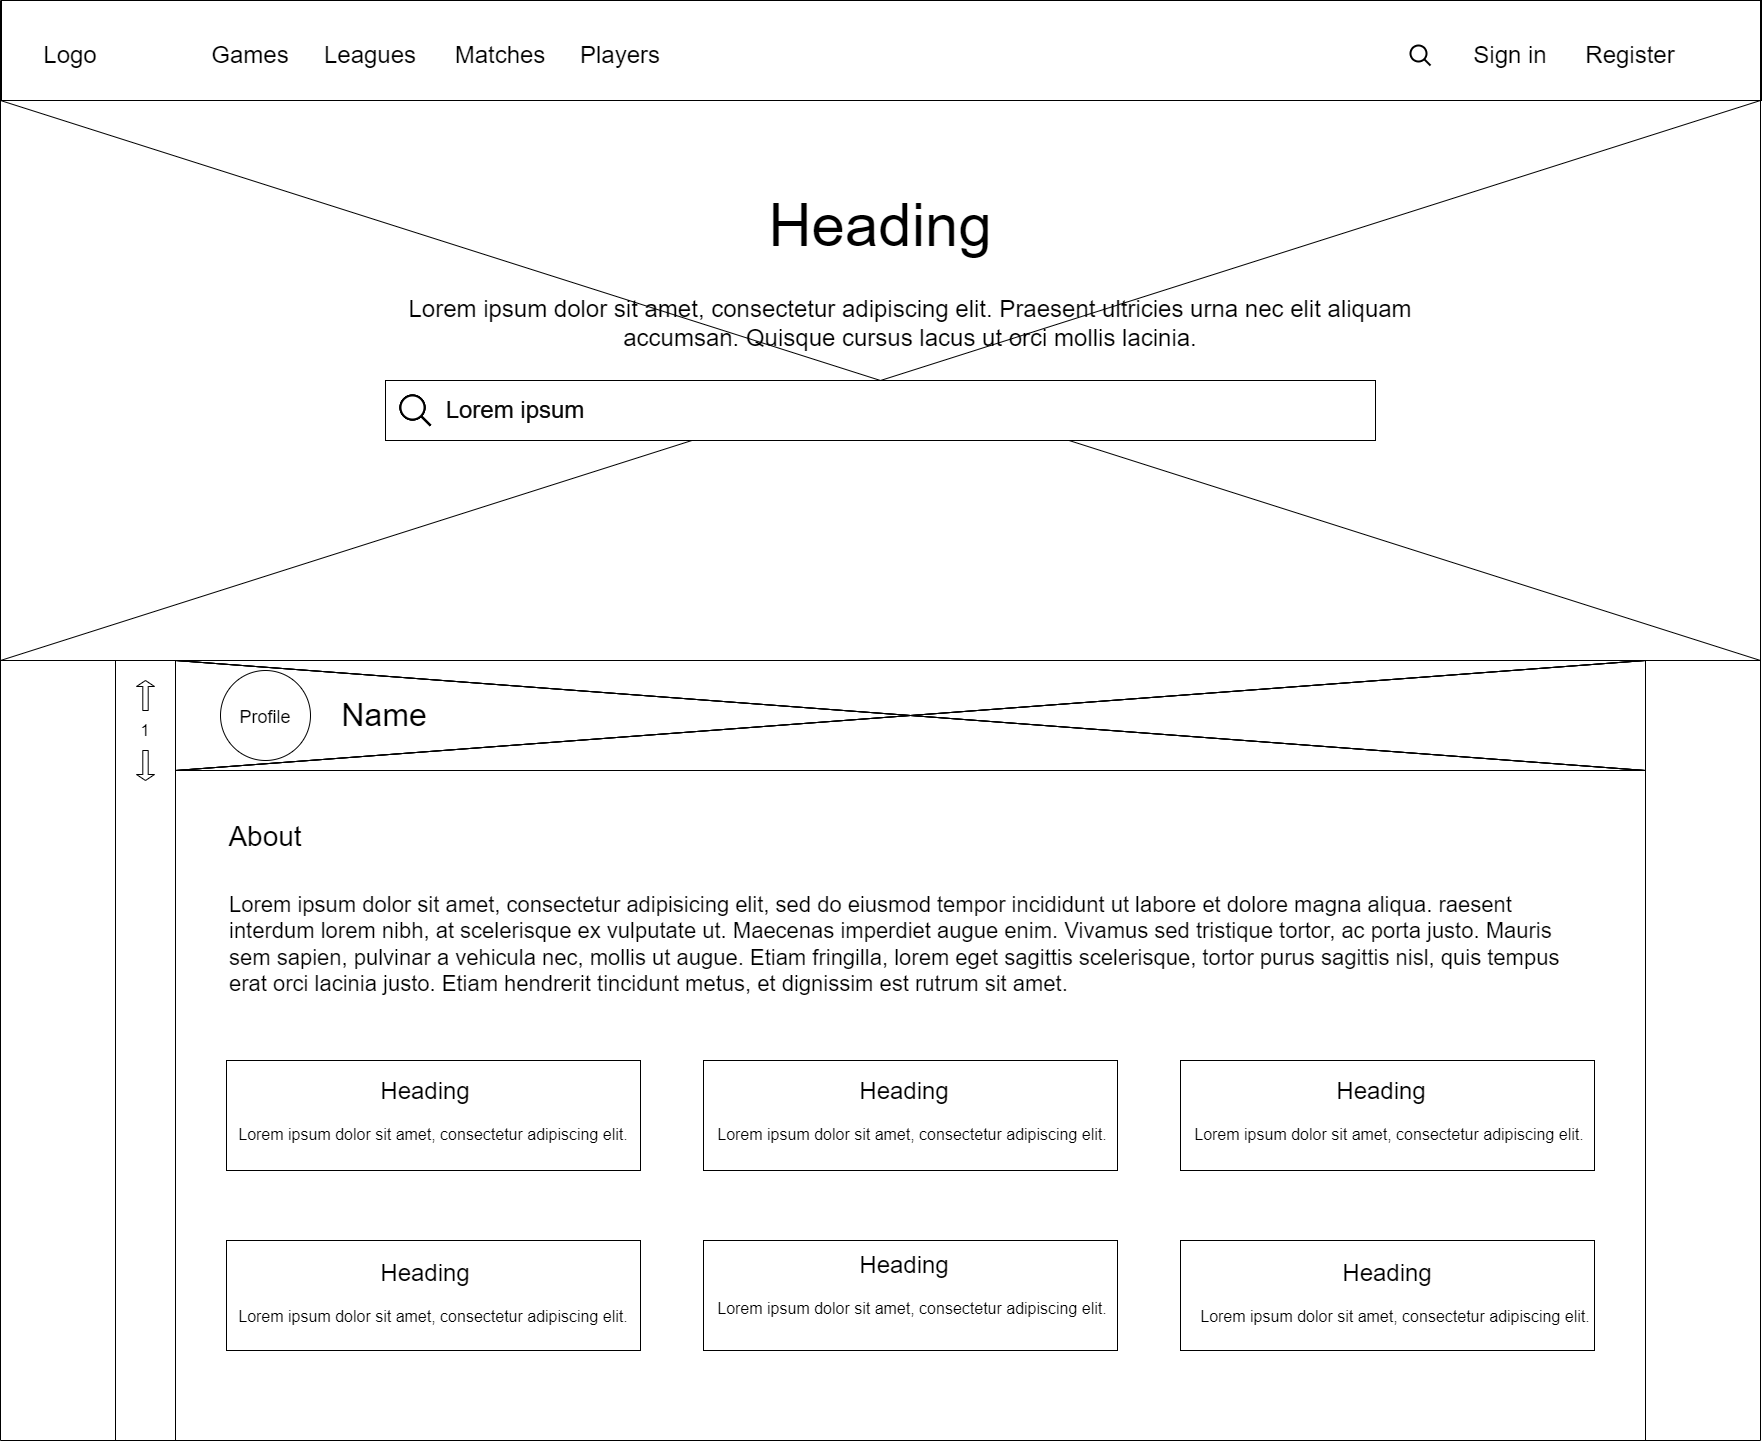 Logo Games Leagues Matches Players Sign in Register
Heading
Lorem ipsum dolor sit amet, consectetur adipiscing elit. Praesent ultricies urna nec elit aliquam
accumsan. Quisque cursus lacus ut orci mollis lacinia.
Lorem ipsum
1
Profile
Name
About
Lorem ipsum dolor sit amet, consectetur adipisicing elit, sed do eiusmod tempor incididunt ut labore et dolore magna aliqua. raesent
interdum lorem nibh, at scelerisque ex vulputate ut. Maecenas imperdiet augue enim. Vivamus sed tristique tortor, ac porta justo. Mauris
sem sapien, pulvinar a vehicula nec, mollis ut augue. Etiam fringilla, lorem eget sagittis scelerisque, tortor purus sagittis nisl, quis tempus
erat orci lacinia justo. Etiam hendrerit tincidunt metus, et dignissim est rutrum sit amet.
Heading
Lorem ipsum dolor sit amet, consectetur adipiscing elit.
Heading
Lorem ipsum dolor sit amet, consectetur adipiscing elit.
Heading
Lorem ipsum dolor sit amet, consectetur adipiscing elit.
Heading
Lorem ipsum dolor sit amet, consectetur adipiscing elit.
Heading
Lorem ipsum dolor sit amet, consectetur adipiscing elit.
Heading
Lorem ipsum dolor sit amet, consectetur adipiscing elit.